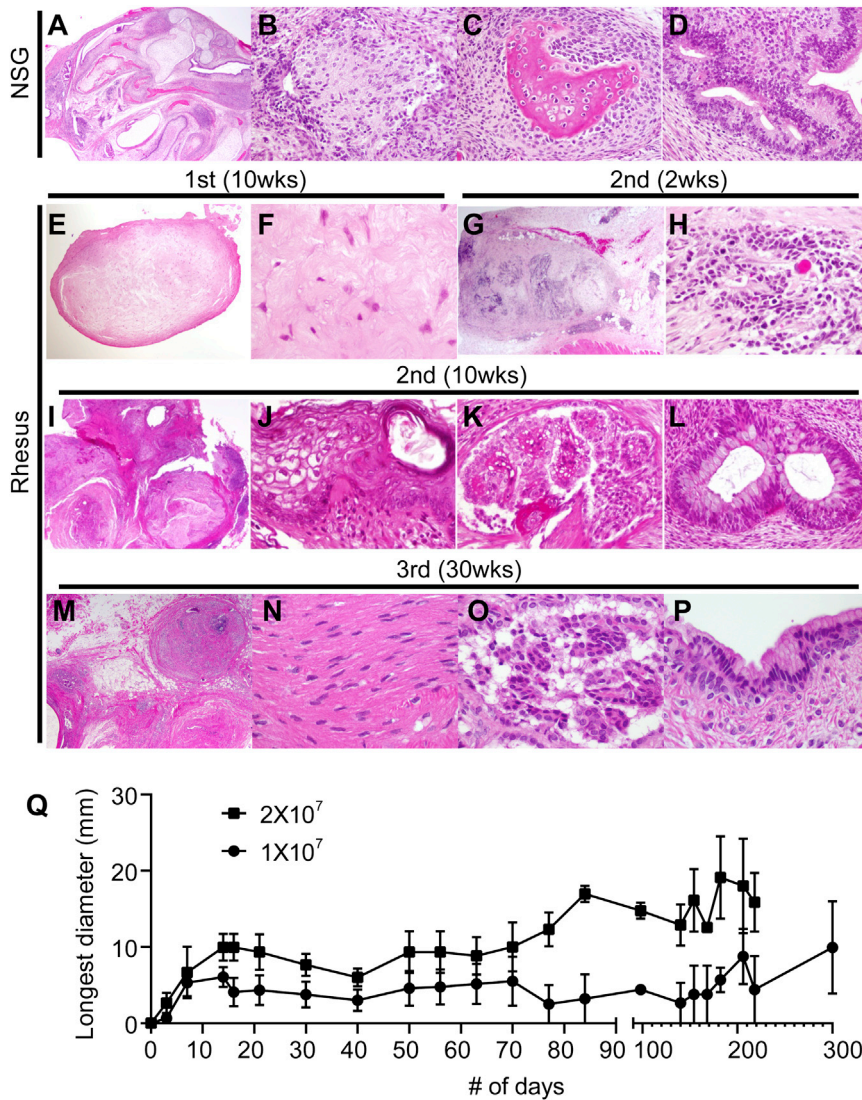 NSG
A B C D
1st (10wks) 2nd (2wks)
Rhesus
E F G H
2nd (10wks)
I J K L
3rd (30wks)
M N O P
Q
Longest diameter (mm)
30
20
10
0
2X10⁷
1X10⁷
0 10 20 30 40 50 60 70 80 90 100 200 300
# of days